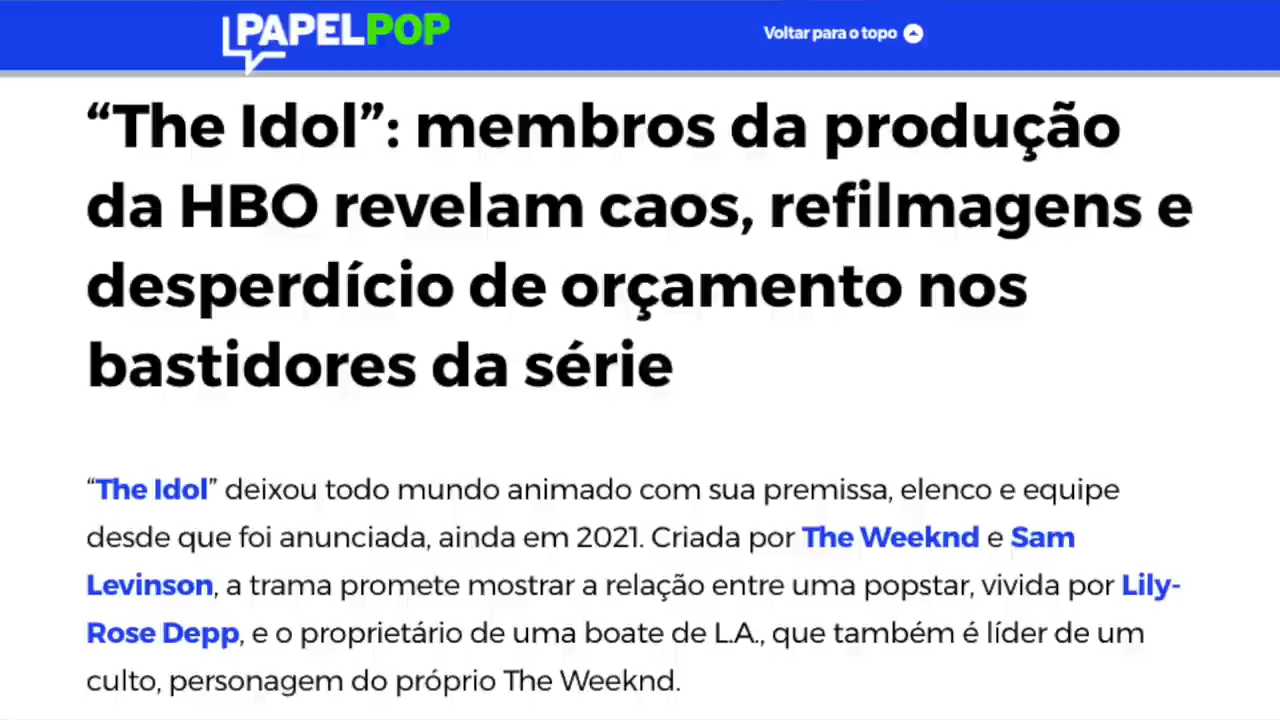 PAPELPOP
Voltar para o topo
“The Idol”: membros da produção
da HBO revelam caos, refilmagens e
desperdício de orçamento nos
bastidores da série
“The Idol” deixou todo mundo animado com sua premissa, elenco e equipe
desde que foi anunciada, ainda em 2021. Criada por The Weeknd e Sam
Levinson, a trama promete mostrar a relação entre uma popstar, vivida por Lily-
Rose Depp, e o proprietário de uma boate de L.A., que também é líder de um
culto, personagem do próprio The Weeknd.